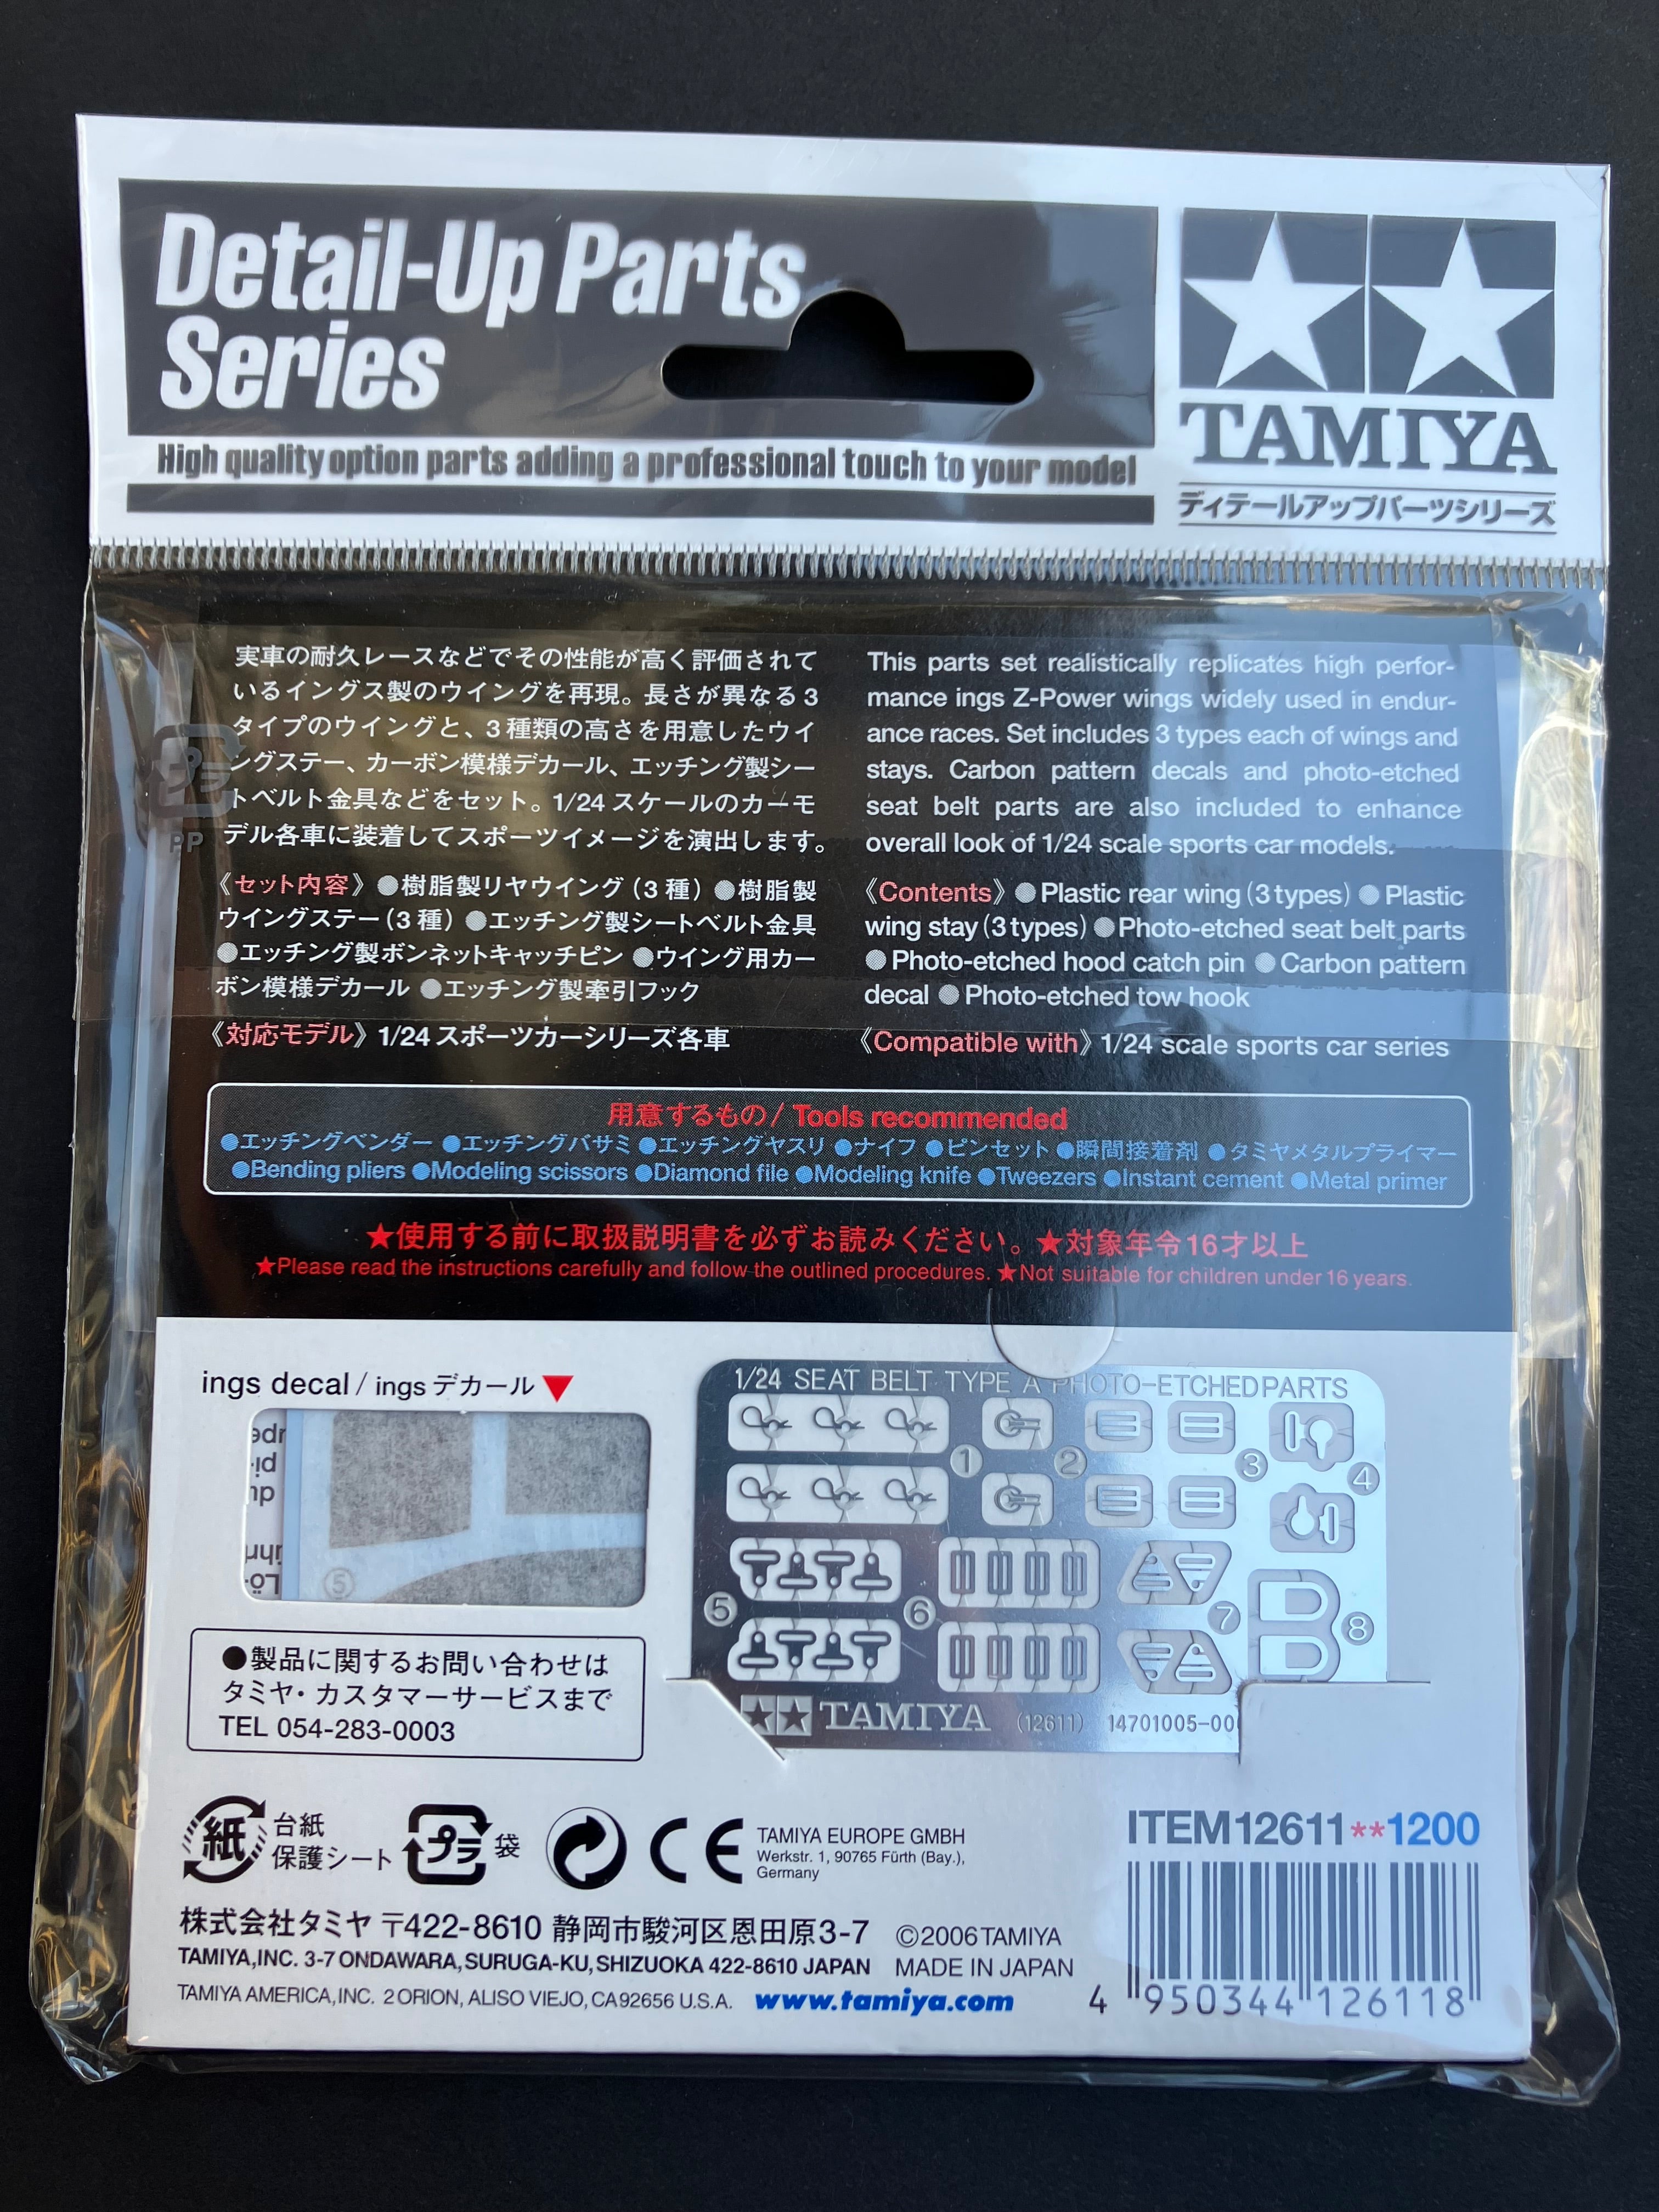 Detail-Up Parts
Series
High quality option parts adding a professional touch to your model
TAMIYA
ディテールアップパーツシリーズ
実車の耐久レースなどでその性能が高く評価されて
いるイングス製のウイングを再現。長さが異なる3
タイプのウイングと、3種類の高さを用意したウイ
ングステー、カーボン模様デカール、エッチング製シー
トベルト金具などをセット。1/24スケールのカーモ
デル各車に装着してスポーツイメージを演出します。
《セット内容》●樹脂製リヤウイング(3種)●樹脂製
ウイングステー(3種)●エッチング製シートベルト金具
●エッチング製ボンネットキャッチピン ●ウイング用カー
ボン模様デカール ●エッチング製牽引フック
《対応モデル》1/24スポーツカーシリーズ各車
プラ
PP
This parts set realistically replicates high perfor-
mance ings Z-Power wings widely used in endur-
ance races. Set includes 3 types each of wings and
stays. Carbon pattern decals and photo-etched
seat belt parts are also included to enhance
overall look of 1/24 scale sports car models.
《Contents》●Plastic rear wing (3 types) ●Plastic
wing stay (3 types) ●Photo-etched seat belt parts
●Photo-etched hood catch pin ●Carbon pattern
decal ●Photo-etched tow hook
《Compatible with》1/24 scale sports car series
用意するもの / Tools recommended
●エッチングベンダー ●エッチングバサミ ●エッチングヤスリ ●ナイフ ●ピンセット ●瞬間接着剤 ●タミヤメタルプライマー
●Bending pliers ●Modeling scissors ●Diamond file ●Modeling knife ●Tweezers ●Instant cement ●Metal primer
★使用する前に取扱説明書を必ずお読みください。★対象年令16才以上
★Please read the instructions carefully and follow the outlined procedures. ★Not suitable for children under 16 years.
ings decal / ings デカール ▼
⑤
1/24 SEAT BELT TYPE A PHOTO-ETCHED PARTS
① ② ③ ④
⑤ ⑥ ⑦ ⑧
TAMIYA (12611) 14701005-00
●製品に関するお問い合わせは
タミヤ・カスタマーサービスまで
TEL 054-283-0003
紙 台紙
保護シート
プラ 袋
CE
TAMIYA EUROPE GMBH
Werkstr. 1, 90765 Fürth (Bay.),
Germany
ITEM12611**1200
株式会社タミヤ 〒422-8610 静岡市駿河区恩田原3-7
TAMIYA,INC. 3-7 ONDAWARA, SURUGA-KU, SHIZUOKA 422-8610 JAPAN
TAMIYA AMERICA, INC. 2 ORION, ALISO VIEJO, CA 92656 U.S.A. www.tamiya.com
©2006 TAMIYA
MADE IN JAPAN
4 950344 126118